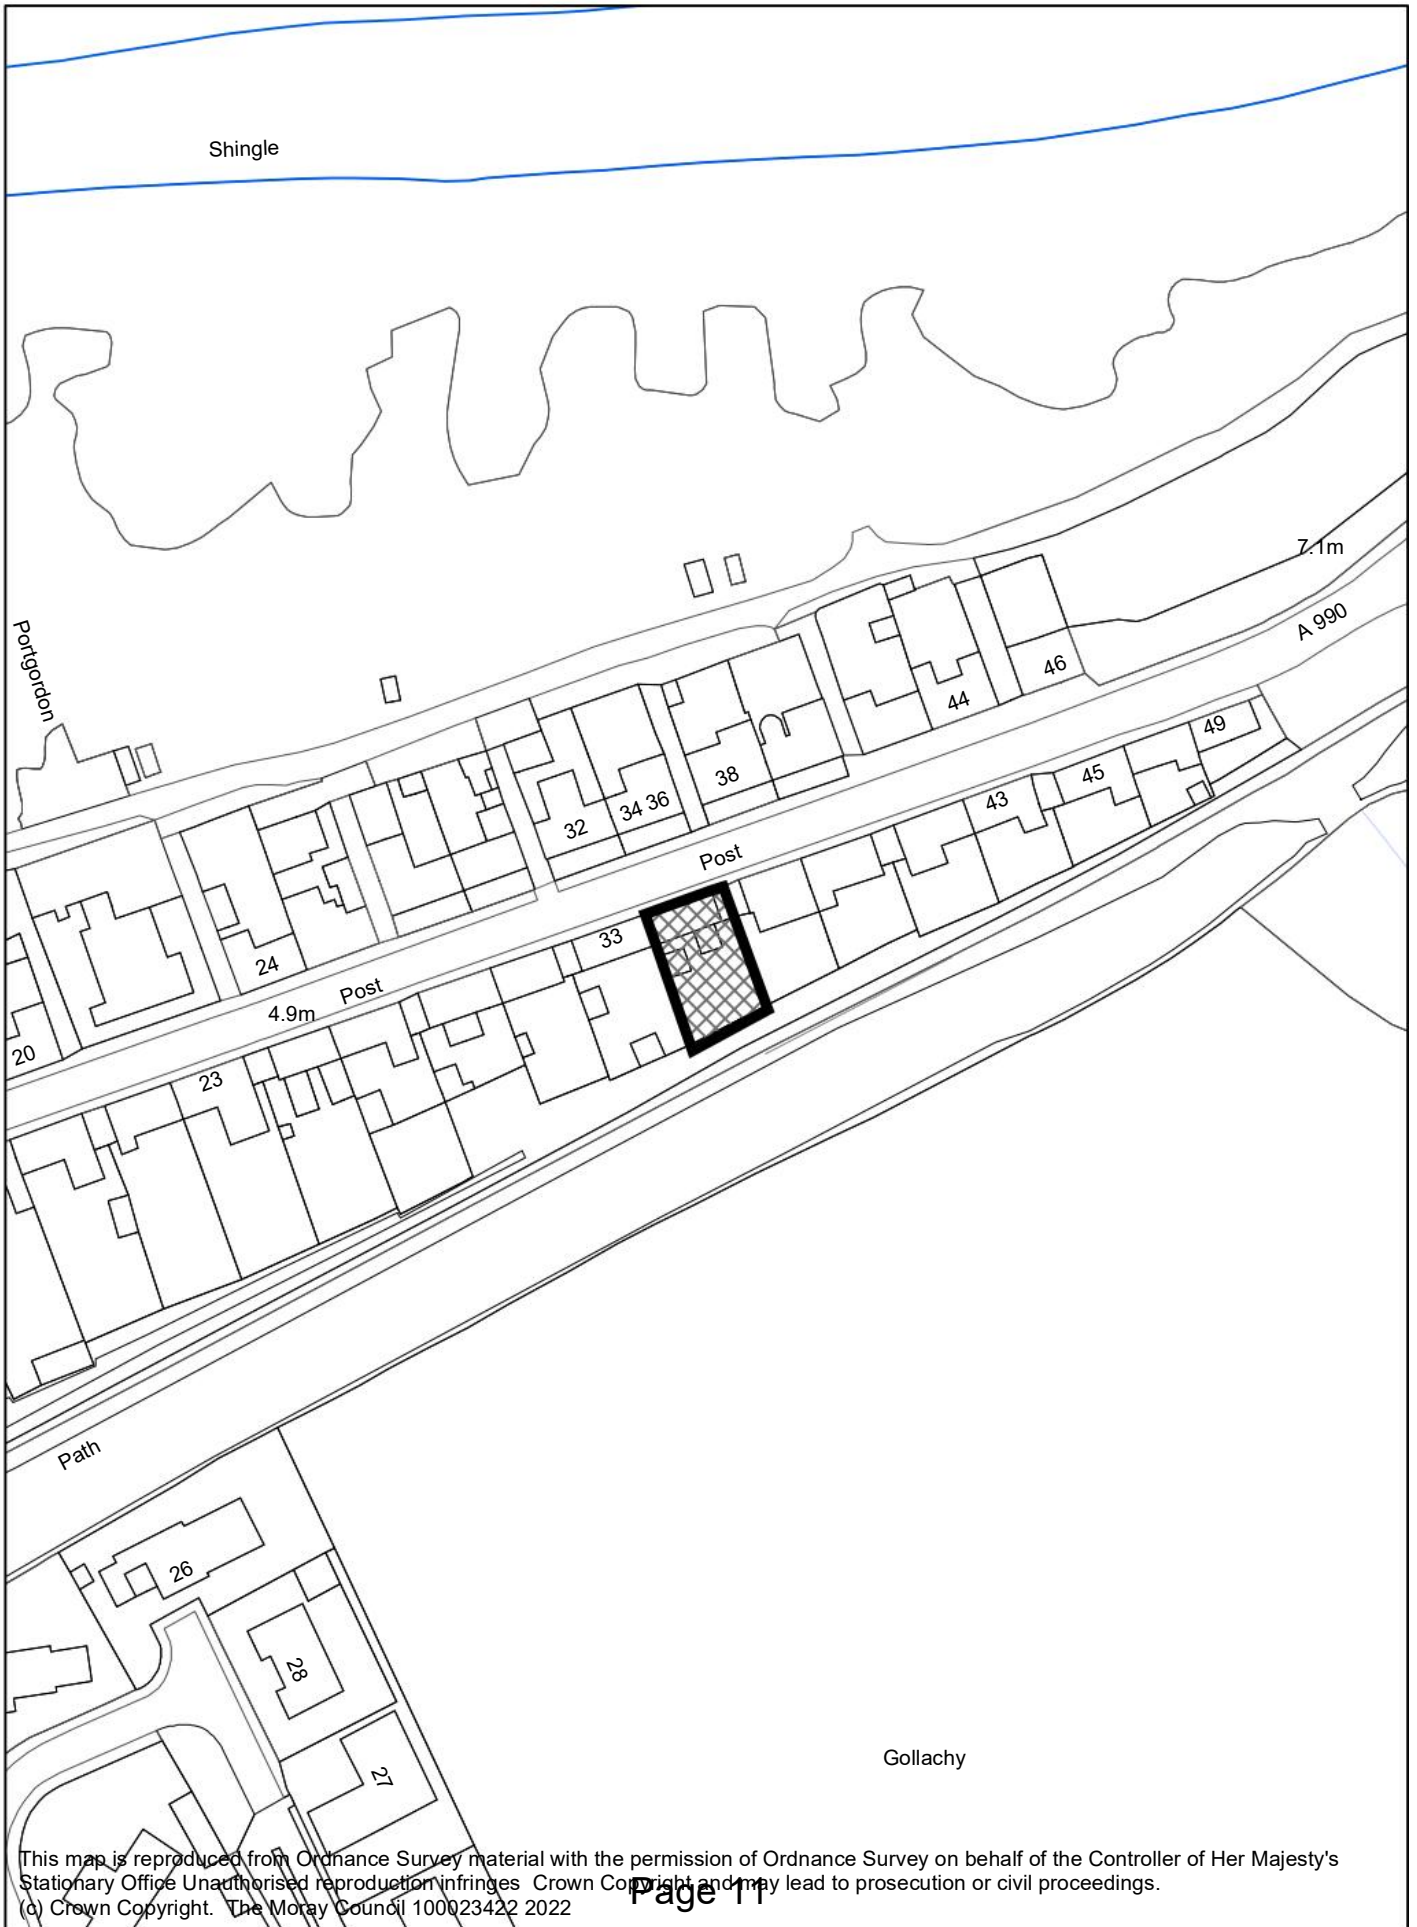 Shingle
7.1m
A 990
Portgordon
46
44
49
38
45
34 36
43
32
Post
33
24
Post
4.9m
20
23
Path
26
28
27
Gollachy
This map is reproduced from Ordnance Survey material with the permission of Ordnance Survey on behalf of the Controller of Her Majesty's
Stationary Office Unauthorised reproduction infringes Crown Copyright and may lead to prosecution or civil proceedings.
Page 11
(c) Crown Copyright. The Moray Council 100023422 2022